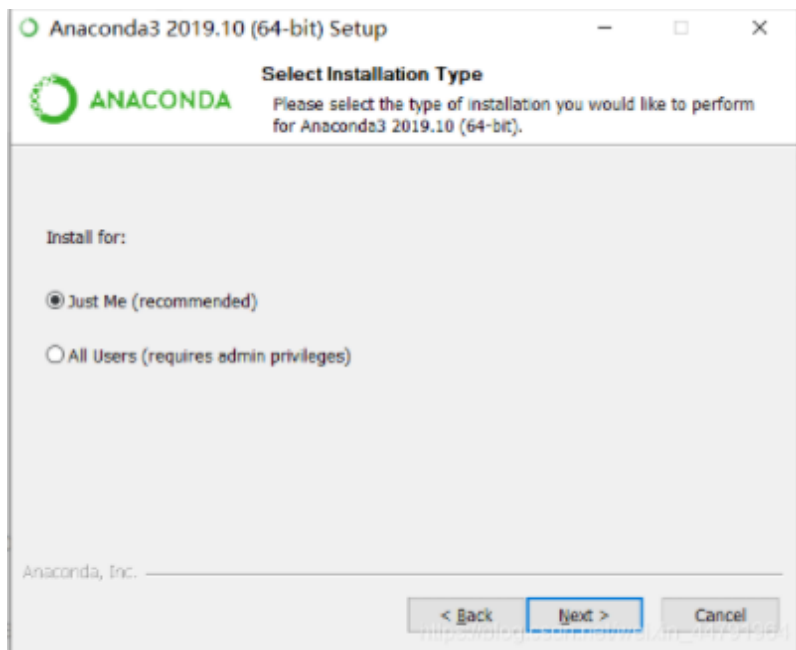 Anaconda3 2019.10 (64-bit) Setup
ANACONDA
Select Installation Type
Please select the type of installation you would like to perform
for Anaconda3 2019.10 (64-bit).
Install for:
Just Me (recommended)
All Users (requires admin privileges)
Anaconda, Inc.
< Back
Next >
Cancel